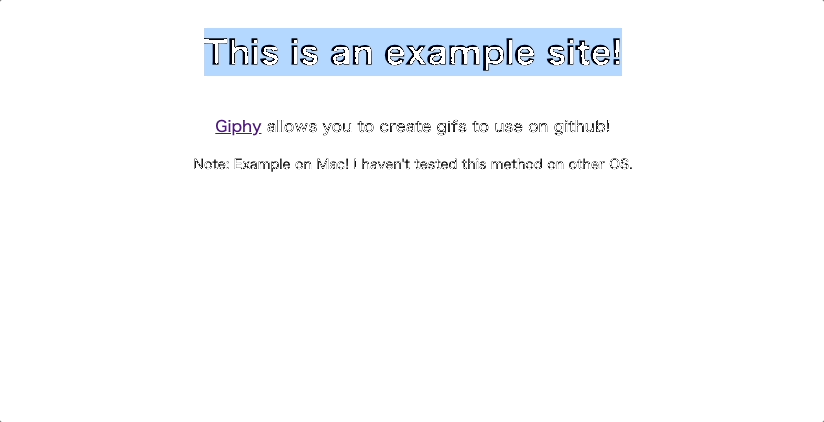 This is an example site!
Giphy allows you to create gifs to use on github!
Note: Example on Mac! I haven't tested this method on other OS.